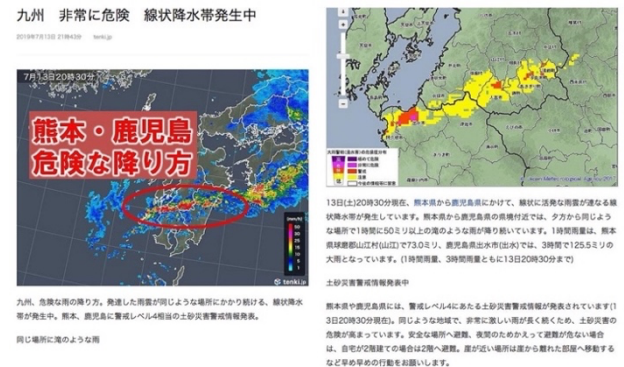 九州 非常に危険 線状降水帯発生中
2019年7月13日 21時43分 tenki.jp
7月13日20時30分
熊本・鹿児島
危険な降り方
(mm/h)
50
30
20
10
5
1
0
tenki.jp
九州、危険な雨の降り方。発達した雨雲が同じような場所にかかり続ける、線状降水
帯が発生中。熊本、鹿児島に警戒レベル4相当の土砂災害警戒情報発表。
同じ場所に滝のような雨
13日(土)20時30分現在、熊本県から鹿児島県にかけて、線状に活発な雨雲が連なる線
状降水帯が発生しています。熊本県から鹿児島県の県境付近では、夕方から同じよう
な場所で1時間に50ミリ以上の滝のような雨が降り続いています。1時間雨量は、熊本
県球磨郡山江村(山江)で73.0ミリ、鹿児島県出水市(出水)では、3時間で125.5ミリの
大雨となっています。(1時間雨量、3時間雨量ともに13日20時30分まで)
土砂災害警戒情報発表中
熊本県や鹿児島県には、警戒レベル4にあたる土砂災害警戒情報が発表されています(13
日20時30分現在)。同じような地域で、非常に激しい雨が長く続くため、土砂災害の
危険が高まっています。安全な場所へ避難、夜間のためかえって避難が危ない場合
は、自宅が2階建ての場合は2階へ避難。崖が近い場所は崖から離れた部屋へ移動する
など早め早めの行動をお願いします。